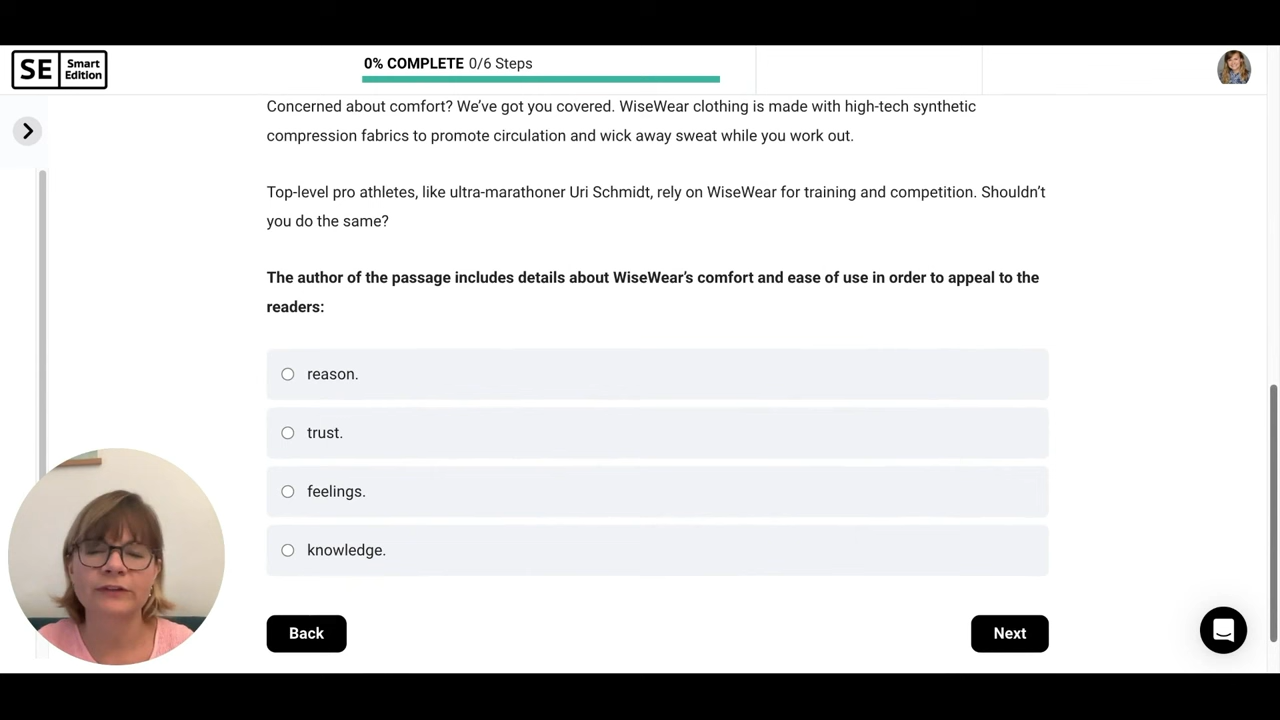 SE Smart Edition
0% COMPLETE 0/6 Steps
Concerned about comfort? We’ve got you covered. WiseWear clothing is made with high-tech synthetic
compression fabrics to promote circulation and wick away sweat while you work out.
Top-level pro athletes, like ultra-marathoner Uri Schmidt, rely on WiseWear for training and competition. Shouldn’t
you do the same?
The author of the passage includes details about WiseWear’s comfort and ease of use in order to appeal to the
readers:
reason.
trust.
feelings.
knowledge.
Back
Next